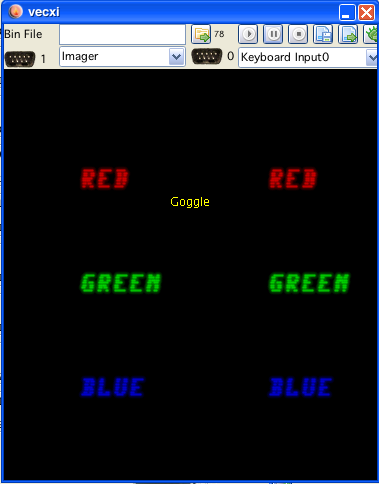 vecxi
Bin File 78
1 Imager 0 Keyboard Input0
RED RED
Goggle
GREEN GREEN
BLUE BLUE